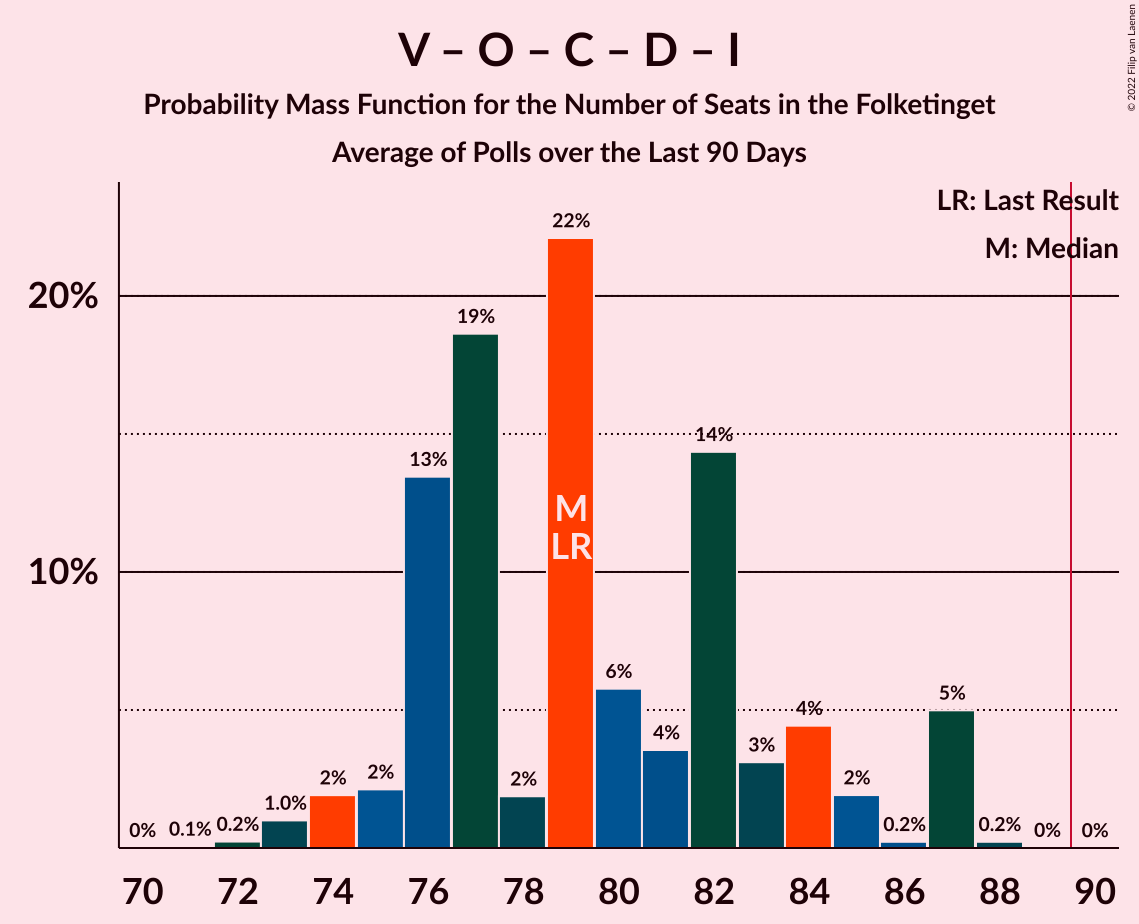 V – O – C – D – I
Probability Mass Function for the Number of Seats in the Folketinget
Average of Polls over the Last 90 Days
© 2022 Filip van Laenen
LR: Last Result
M: Median
22%
20%
19%
14%
13%
M
LR
10%
6%
5%
4%
4%
3%
2%
2%
2%
2%
1.0%
0%
0.1%
0.2%
0.2%
0.2%
0%
0%
70 72 74 76 78 80 82 84 86 88 90